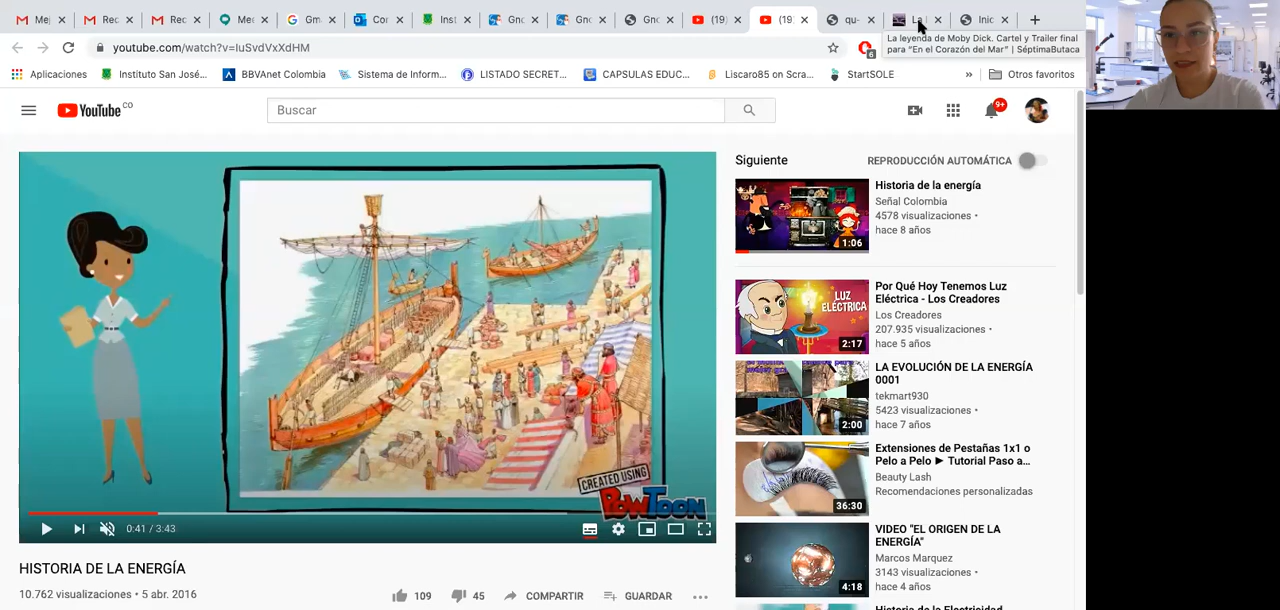 Mej
Rec
Rec
Me
Gm
Cor
Inst
Gno
Gno
Gno
(19)
(19)
qu-
La l
Inic
youtube.com/watch?v=IuSvdVxXdHM
6
La leyenda de Moby Dick. Cartel y Trailer final
para “En el Corazón del Mar” | SéptimaButaca
Aplicaciones
Instituto San José...
BBVAnet Colombia
Sistema de Inform...
LISTADO SECRET...
CAPSULAS EDUC...
Liscaro85 on Scra...
StartSOLE
»
Otros favoritos
YouTube CO
Buscar
9+
CREATED USING
POWTOON
0:41 / 3:43
HISTORIA DE LA ENERGÍA
10.762 visualizaciones • 5 abr. 2016
109
45
COMPARTIR
GUARDAR
Siguiente
REPRODUCCIÓN AUTOMÁTICA
1:06
Historia de la energía
Señal Colombia
4578 visualizaciones •
hace 8 años
LUZ
ELÉCTRICA
2:17
Por Qué Hoy Tenemos Luz
Eléctrica - Los Creadores
Los Creadores
207.935 visualizaciones •
hace 5 años
2:00
LA EVOLUCIÓN DE LA ENERGÍA
0001
tekmart930
5423 visualizaciones •
hace 7 años
36:30
Extensiones de Pestañas 1x1 o
Pelo a Pelo ► Tutorial Paso a...
Beauty Lash
Recomendaciones personalizadas
4:18
VIDEO "EL ORIGEN DE LA
ENERGÍA"
Marcos Marquez
3143 visualizaciones •
hace 4 años